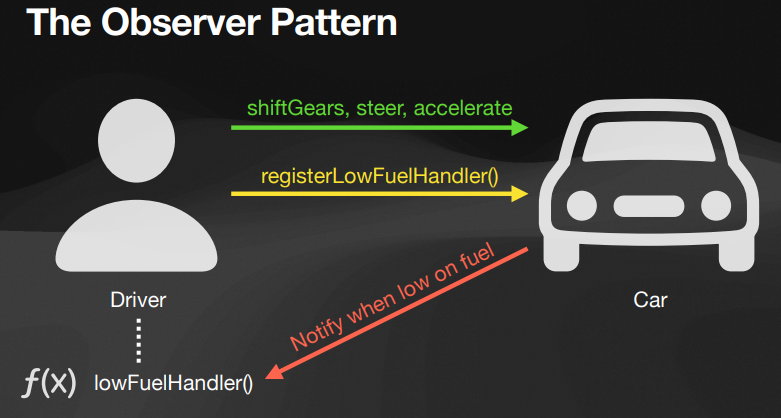 The Observer Pattern
shiftGears, steer, accelerate
registerLowFuelHandler()
Notify when low on fuel
Driver
Car
f(x) lowFuelHandler()